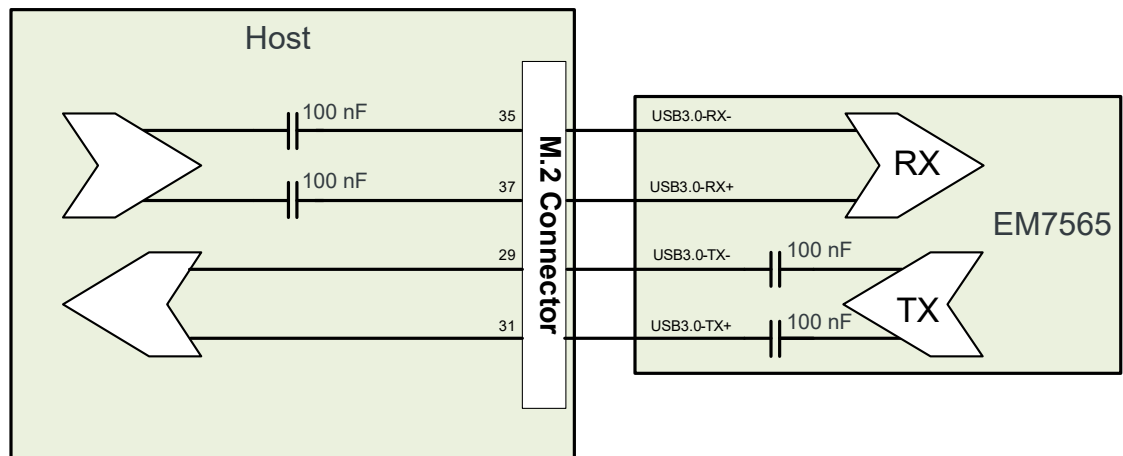 Host
100 nF
35
USB3.0-RX-
100 nF
37
USB3.0-RX+
RX
M.2 Connector
EM7565
29
USB3.0-TX-
100 nF
31
USB3.0-TX+
100 nF
TX